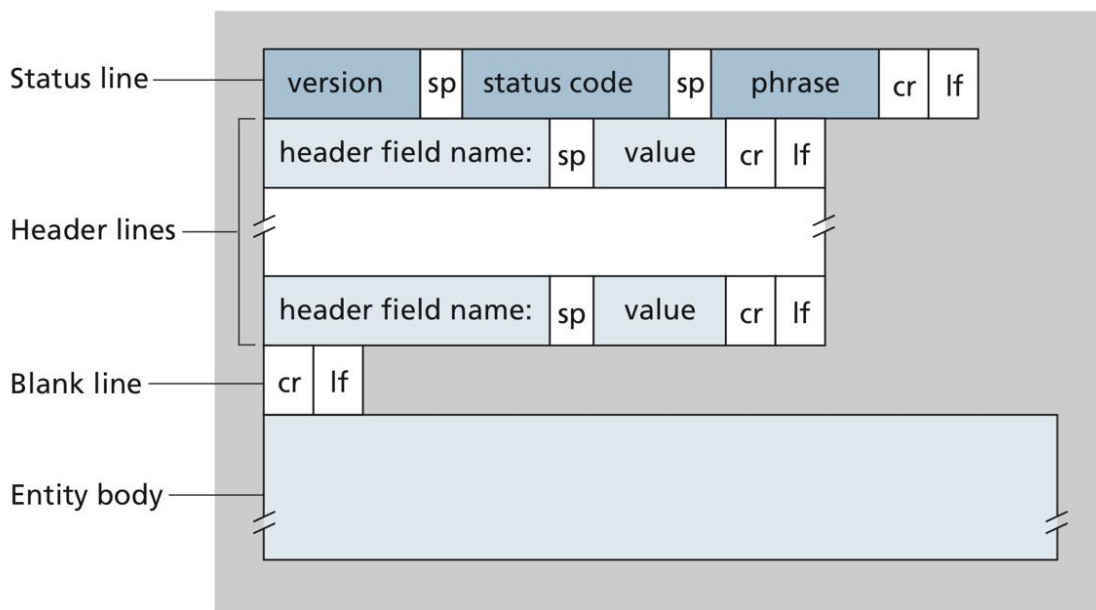 Status line version sp status code sp phrase cr lf
header field name: sp value cr lf
Header lines
header field name: sp value cr lf
Blank line cr lf
Entity body